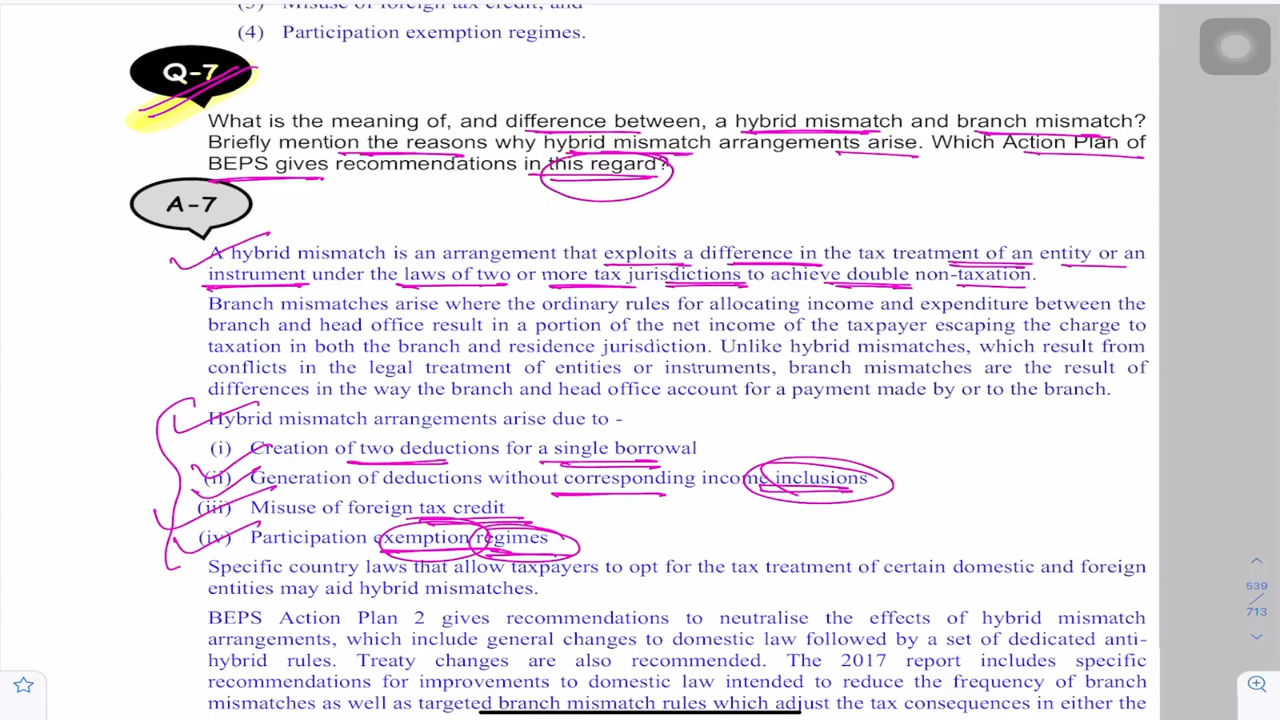 (3) Misuse of foreign tax credit, and
(4) Participation exemption regimes.
Q-7
What is the meaning of, and difference between, a hybrid mismatch and branch mismatch?
Briefly mention the reasons why hybrid mismatch arrangements arise. Which Action Plan of
BEPS gives recommendations in this regard?
A-7
A hybrid mismatch is an arrangement that exploits a difference in the tax treatment of an entity or an
instrument under the laws of two or more tax jurisdictions to achieve double non-taxation.
Branch mismatches arise where the ordinary rules for allocating income and expenditure between the
branch and head office result in a portion of the net income of the taxpayer escaping the charge to
taxation in both the branch and residence jurisdiction. Unlike hybrid mismatches, which result from
conflicts in the legal treatment of entities or instruments, branch mismatches are the result of
differences in the way the branch and head office account for a payment made by or to the branch.
Hybrid mismatch arrangements arise due to -
(i) Creation of two deductions for a single borrowal
(ii) Generation of deductions without corresponding income inclusions
(iii) Misuse of foreign tax credit
(iv) Participation exemption regimes
Specific country laws that allow taxpayers to opt for the tax treatment of certain domestic and foreign
entities may aid hybrid mismatches.
BEPS Action Plan 2 gives recommendations to neutralise the effects of hybrid mismatch
arrangements, which include general changes to domestic law followed by a set of dedicated anti-
hybrid rules. Treaty changes are also recommended. The 2017 report includes specific
recommendations for improvements to domestic law intended to reduce the frequency of branch
mismatches as well as targeted branch mismatch rules which adjust the tax consequences in either the
539
713